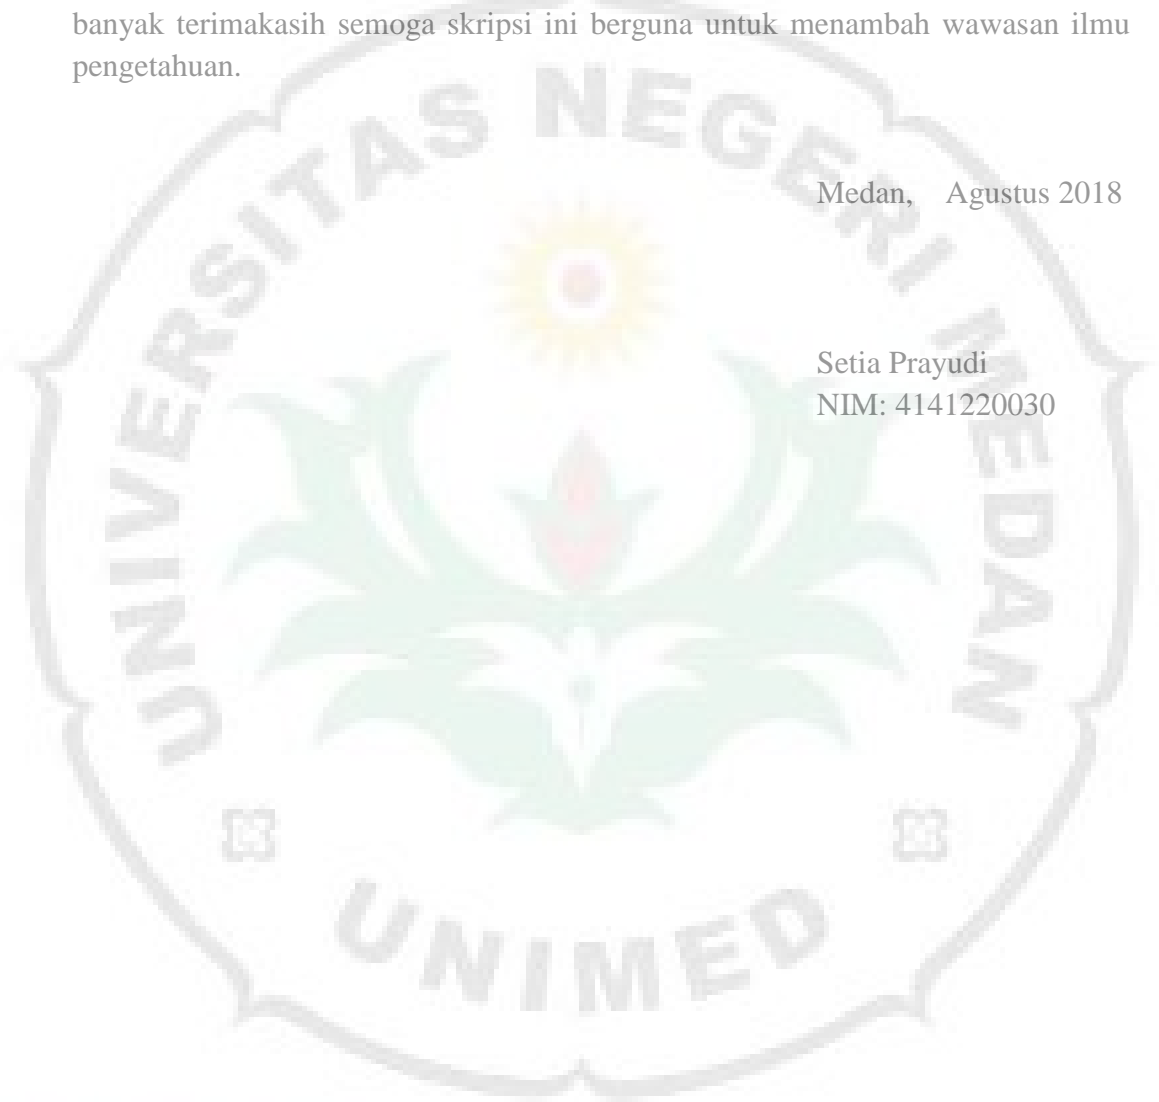 banyak terimakasih semoga skripsi ini berguna untuk menambah wawasan ilmu
pengetahuan.
UNIVERSITAS NEGERI MEDAN
Medan, Agustus 2018
Setia Prayudi
NIM: 4141220030
UNIMED